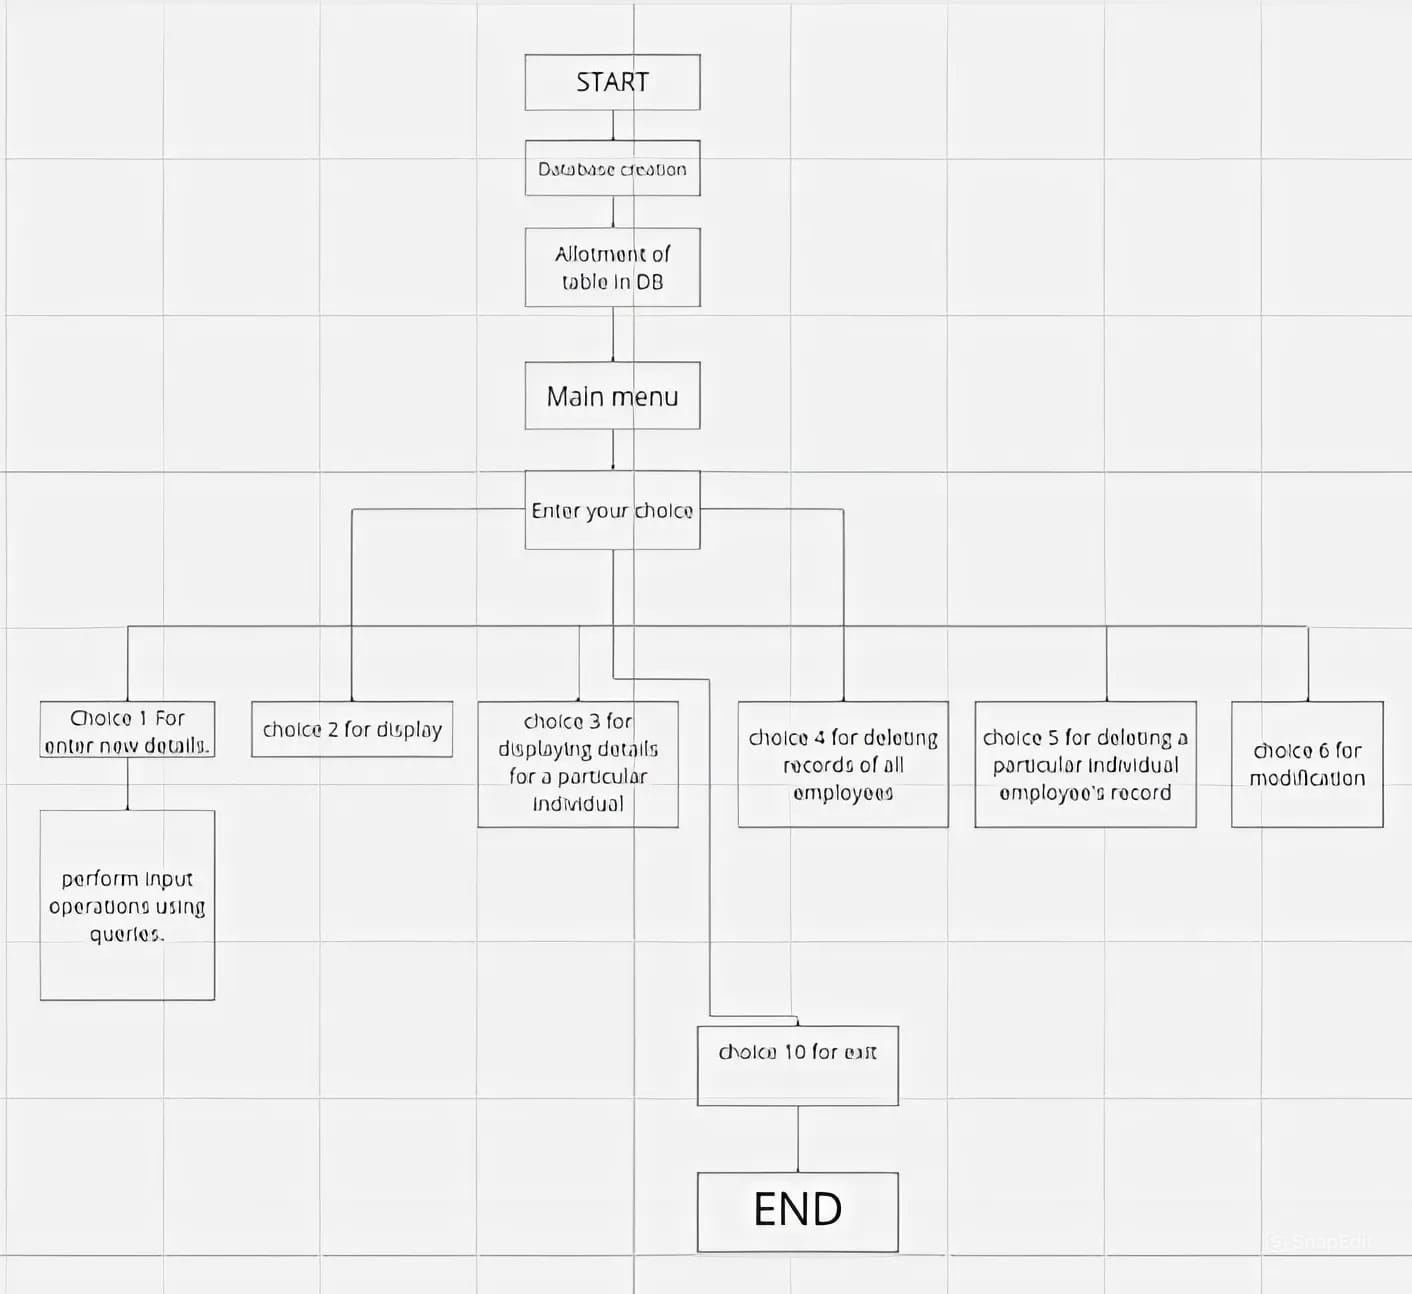 START
Database creation
Allotment of
table in DB
Main menu
Enter your choice
Choice 1 For
enter new details.
choice 2 for display
choice 3 for
displaying details
for a particular
individual
choice 4 for deleting
records of all
employees
choice 5 for deleting a
particular individual
employee's record
choice 6 for
modification
perform input
operations using
queries.
choice 10 for exit
END
SnapEdit